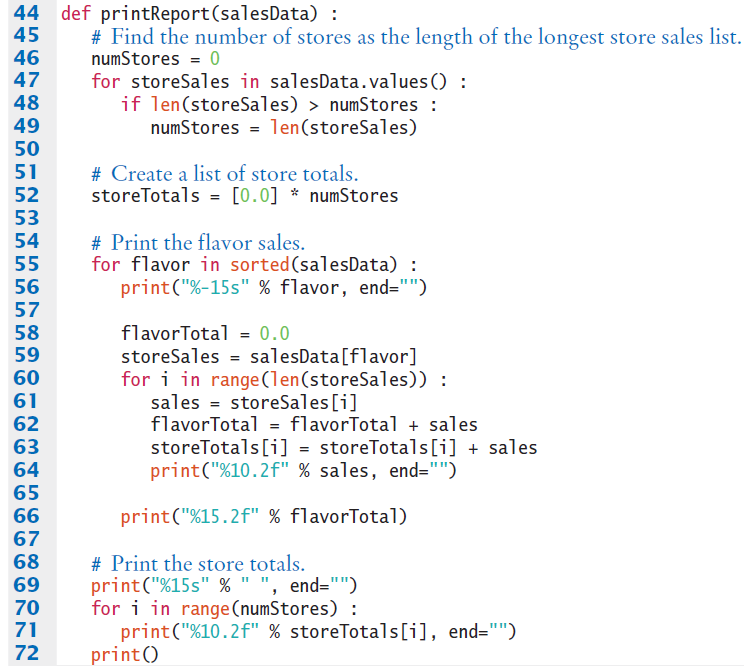 44 def printReport(salesData) :
45 # Find the number of stores as the length of the longest store sales list.
46 numStores = 0
47 for storeSales in salesData.values() :
48 if len(storeSales) > numStores :
49 numStores = len(storeSales)
50
51 # Create a list of store totals.
52 storeTotals = [0.0] * numStores
53
54 # Print the flavor sales.
55 for flavor in sorted(salesData) :
56 print("%-15s" % flavor, end="")
57
58 flavorTotal = 0.0
59 storeSales = salesData[flavor]
60 for i in range(len(storeSales)) :
61 sales = storeSales[i]
62 flavorTotal = flavorTotal + sales
63 storeTotals[i] = storeTotals[i] + sales
64 print("%10.2f" % sales, end="")
65
66 print("%15.2f" % flavorTotal)
67
68 # Print the store totals.
69 print("%15s" % " ", end="")
70 for i in range(numStores) :
71 print("%10.2f" % storeTotals[i], end="")
72 print()